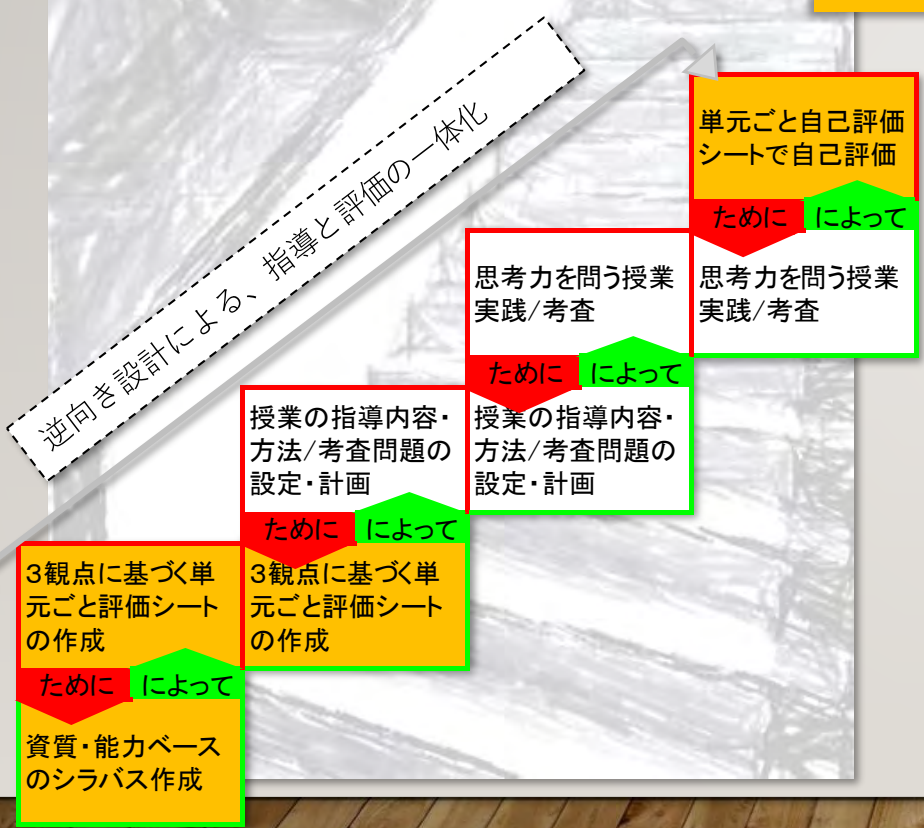 逆向き設計による、指導と評価の一体化
単元ごと自己評価
シートで自己評価
ために によって
思考力を問う授業
実践/考査
思考力を問う授業
実践/考査
ために によって
授業の指導内容・
方法/考査問題の
設定・計画
授業の指導内容・
方法/考査問題の
設定・計画
ために によって
3観点に基づく単
元ごと評価シート
の作成
3観点に基づく単
元ごと評価シート
の作成
ために によって
資質・能力ベース
のシラバス作成